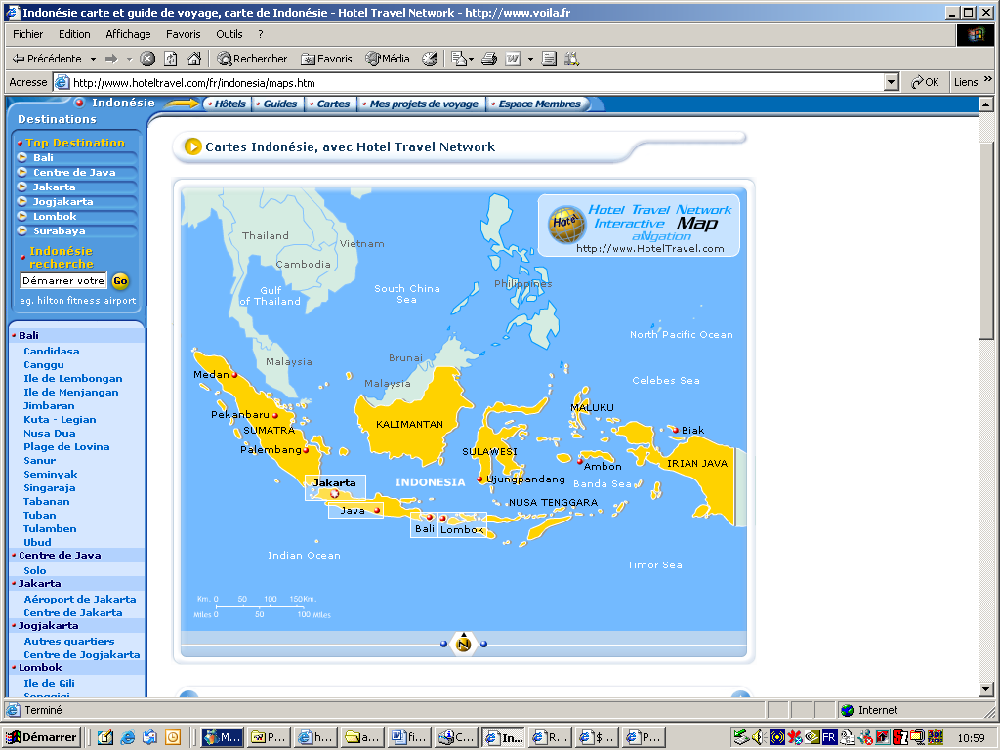 Indonésie carte et guide de voyage, carte de Indonésie - Hotel Travel Network - http://www.voila.fr
Fichier Edition Affichage Favoris Outils ?
Précédente Rechercher Favoris Média
Adresse http://www.hoteltravel.com/fr/indonesia/maps.htm OK Liens »
Indonésie Hôtels Guides Cartes Mes projets de voyage Espace Membres
Destinations
Top Destination
Bali
Centre de Java
Jakarta
Jogjakarta
Lombok
Surabaya
Indonésie
recherche
Démarrer votre Go
eg. hilton fitness airport
Bali
Candidasa
Canggu
Ile de Lembongan
Ile de Menjangan
Jimbaran
Kuta - Legian
Nusa Dua
Plage de Lovina
Sanur
Seminyak
Singaraja
Tabanan
Tuban
Tulamben
Ubud
Centre de Java
Solo
Jakarta
Aéroport de Jakarta
Centre de Jakarta
Jogjakarta
Autres quartiers
Centre de Jogjakarta
Lombok
Ile de Gili
Senggigi
Cartes Indonésie, avec Hotel Travel Network
Hotel
Hotel Travel Network
Interactive Map
aNgation
http://www.HotelTravel.com
Thailand
Vietnam
Cambodia
Gulf
of Thailand
South China
Sea
Philippines
North Pacific Ocean
Malaysia
Brunai
Malaysia
Celebes Sea
Medan
Pekanbaru
SUMATRA
Palembang
KALIMANTAN
MALUKU
Biak
SULAWESI
IRIAN JAVA
Ambon
Jakarta
INDONESIA
Ujungpandang
Banda Sea
Java
NUSA TENGGARA
Bali
Lombok
Indian Ocean
Timor Sea
Km. 0 50 100 150Km.
Miles 0 50 100 Miles
N
Terminé Internet
Démarrer M... P... h... a... fi... C... In... R... $... P... FR 10:59